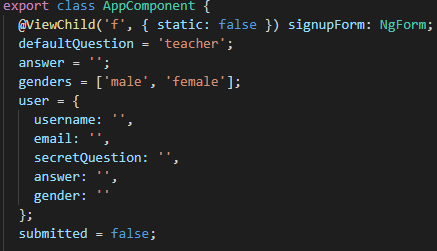 export class AppComponent {
@ViewChild('f', { static: false }) signupForm: NgForm;
defaultQuestion = 'teacher';
answer = '';
genders = ['male', 'female'];
user = {
username: '',
email: '',
secretQuestion: '',
answer: '',
gender: ''
};
submitted = false;